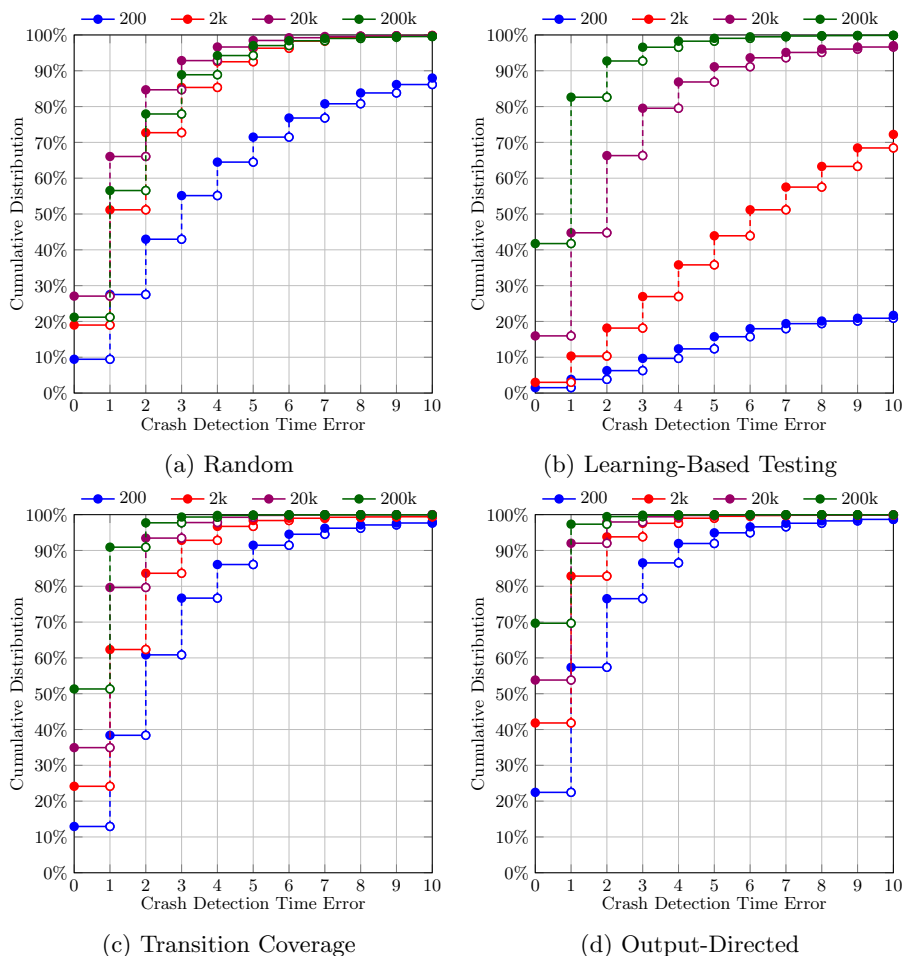 200 2k 20k 200k
100%
90%
80%
70%
60%
50%
40%
30%
20%
10%
0%
Cumulative Distribution
0 1 2 3 4 5 6 7 8 9 10
Crash Detection Time Error
(a) Random
200 2k 20k 200k
100%
90%
80%
70%
60%
50%
40%
30%
20%
10%
0%
Cumulative Distribution
0 1 2 3 4 5 6 7 8 9 10
Crash Detection Time Error
(b) Learning-Based Testing
200 2k 20k 200k
100%
90%
80%
70%
60%
50%
40%
30%
20%
10%
0%
Cumulative Distribution
0 1 2 3 4 5 6 7 8 9 10
Crash Detection Time Error
(c) Transition Coverage
200 2k 20k 200k
100%
90%
80%
70%
60%
50%
40%
30%
20%
10%
0%
Cumulative Distribution
0 1 2 3 4 5 6 7 8 9 10
Crash Detection Time Error
(d) Output-Directed